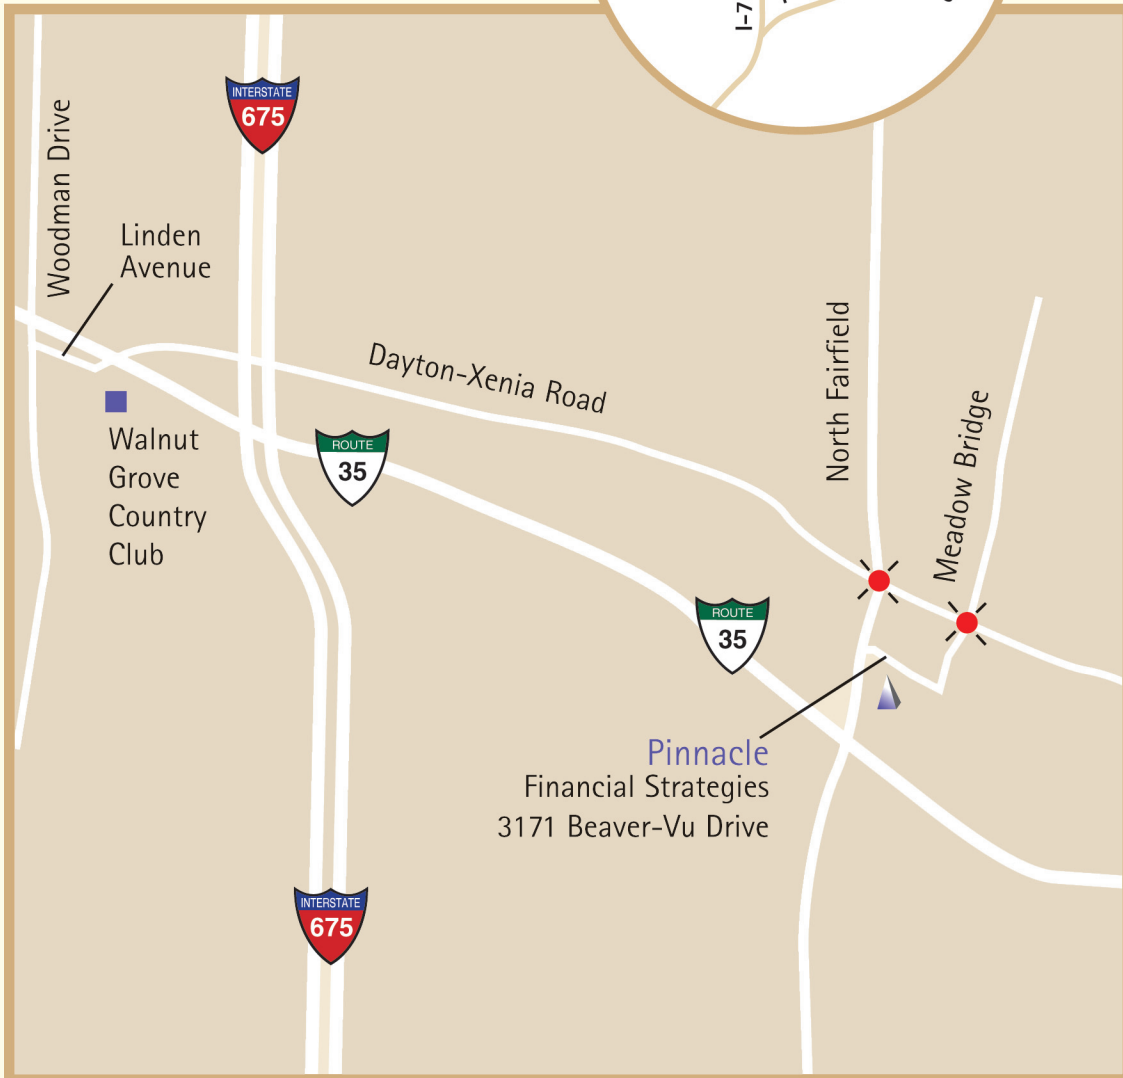 I-7
INTERSTATE
675
Woodman Drive
Linden
Avenue
Dayton-Xenia Road
North Fairfield
Meadow Bridge
Walnut
Grove
Country
Club
ROUTE
35
ROUTE
35
Pinnacle
Financial Strategies
3171 Beaver-Vu Drive
INTERSTATE
675